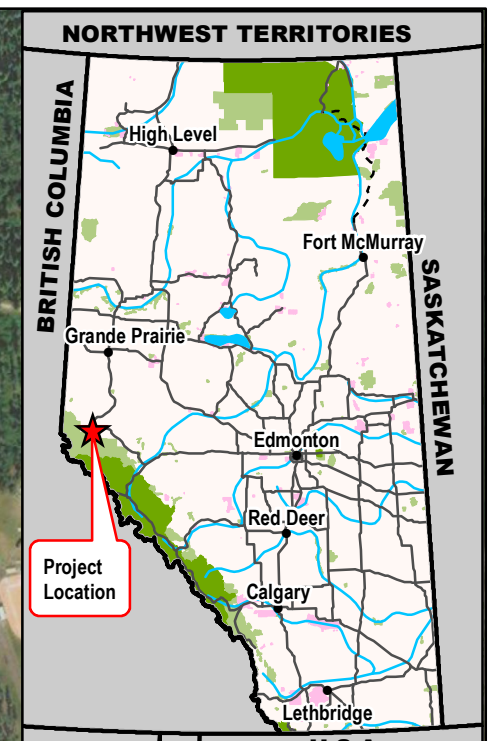 NORTHWEST TERRITORIES
BRITISH COLUMBIA
High Level
Fort McMurray
SASKATCHEWAN
Grande Prairie
Edmonton
Red Deer
Project
Location
Calgary
Lethbridge